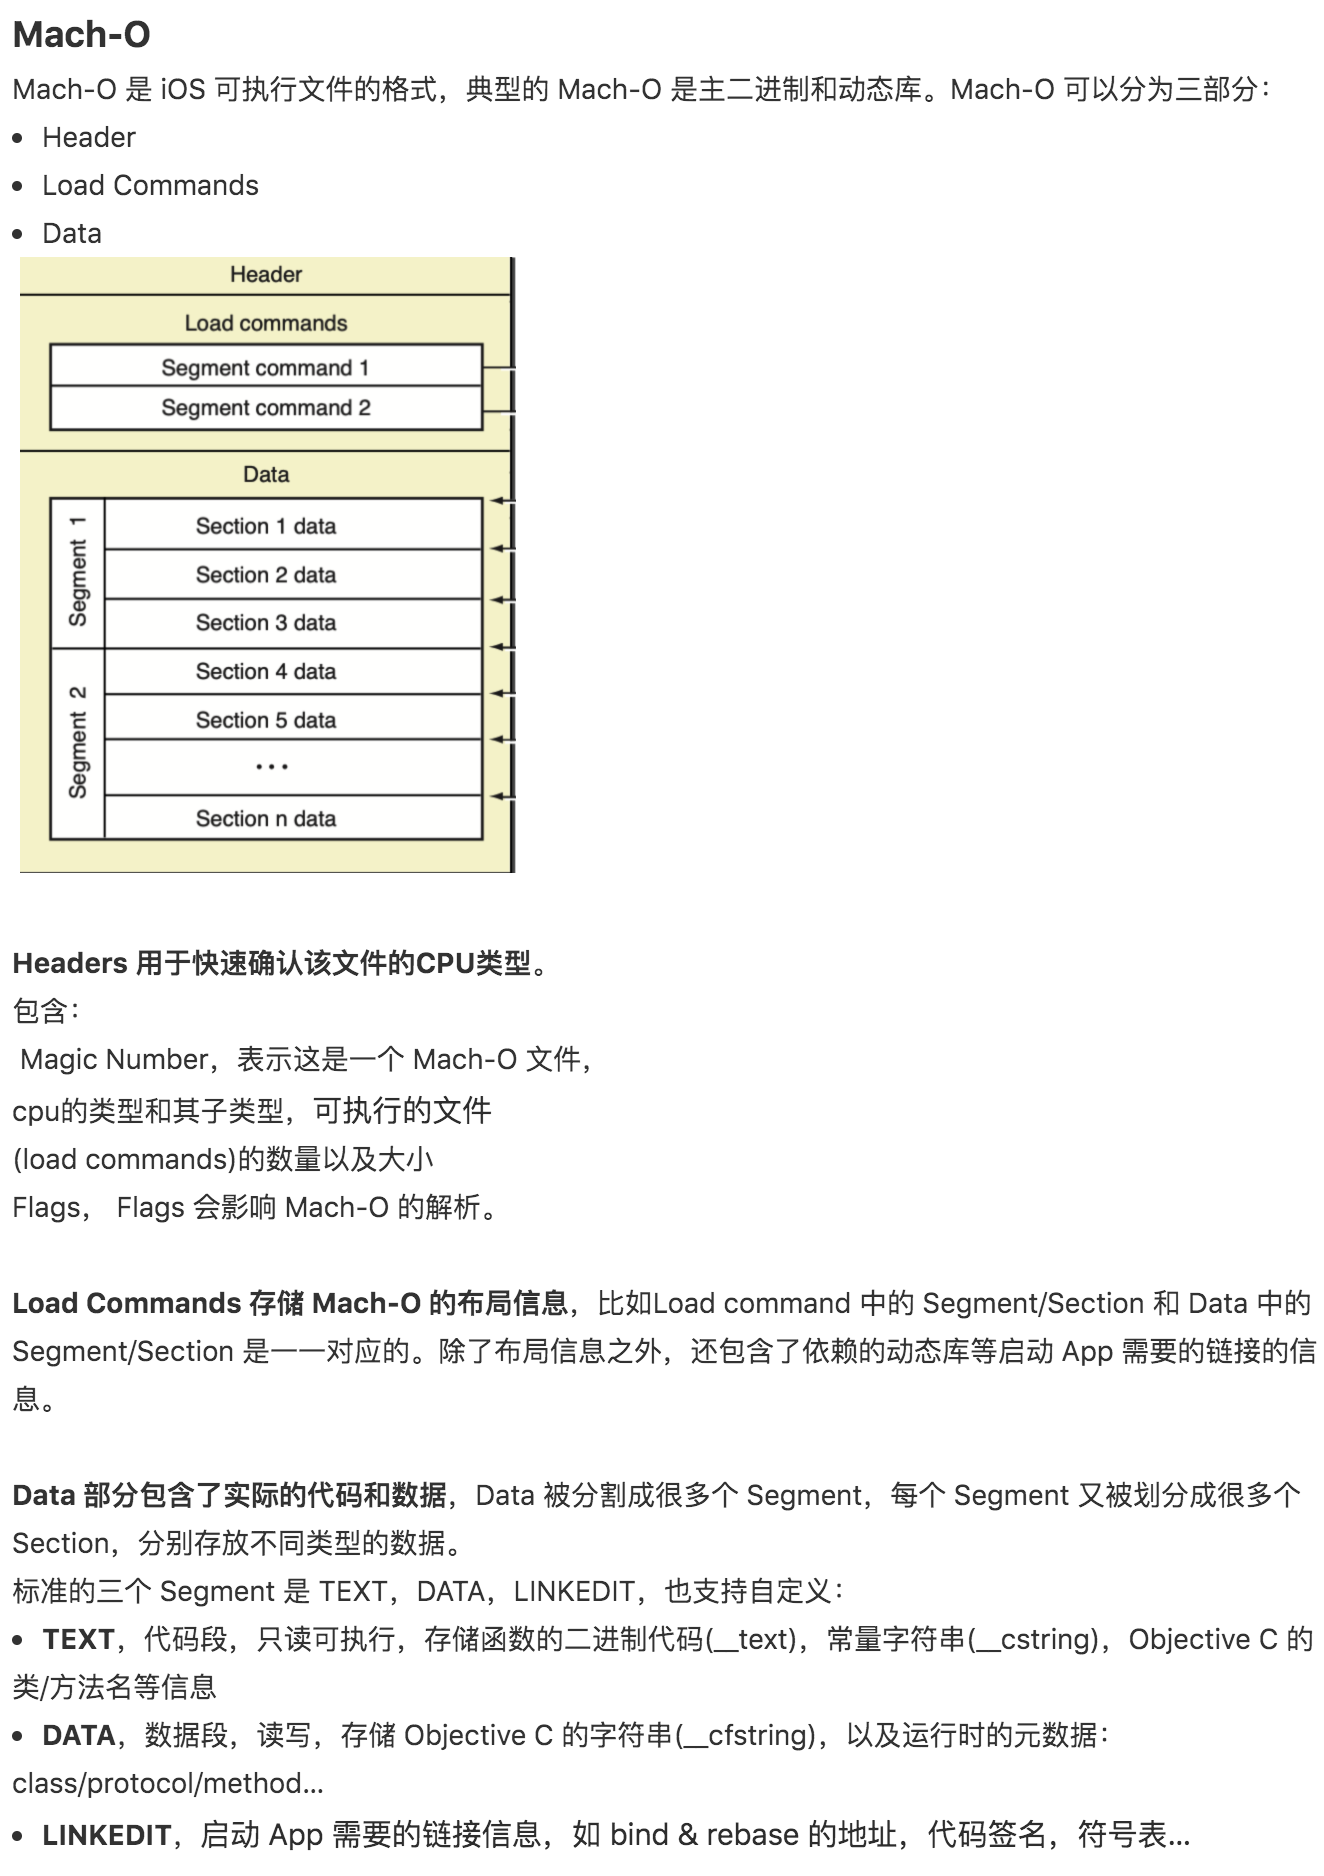 Mach-O
Mach-O 是 iOS 可执行文件的格式，典型的 Mach-O 是主二进制和动态库。Mach-O 可以分为三部分：
• Header
• Load Commands
• Data
Header
Load commands
Segment command 1
Segment command 2
Data
Segment 1
Section 1 data
Section 2 data
Section 3 data
Segment 2
Section 4 data
Section 5 data
...
Section n data
Headers 用于快速确认该文件的CPU类型。
包含：
Magic Number，表示这是一个 Mach-O 文件，
cpu的类型和其子类型，可执行的文件
(load commands)的数量以及大小
Flags， Flags 会影响 Mach-O 的解析。
Load Commands 存储 Mach-O 的布局信息，比如Load command 中的 Segment/Section 和 Data 中的
Segment/Section 是一一对应的。除了布局信息之外，还包含了依赖的动态库等启动 App 需要的链接的信
息。
Data 部分包含了实际的代码和数据，Data 被分割成很多个 Segment，每个 Segment 又被划分成很多个
Section，分别存放不同类型的数据。
标准的三个 Segment 是 TEXT，DATA，LINKEDIT，也支持自定义：
• TEXT，代码段，只读可执行，存储函数的二进制代码(__text)，常量字符串(__cstring)，Objective C 的
类/方法名等信息
• DATA，数据段，读写，存储 Objective C 的字符串(__cfstring)，以及运行时的元数据：
class/protocol/method…
• LINKEDIT，启动 App 需要的链接信息，如 bind & rebase 的地址，代码签名，符号表…